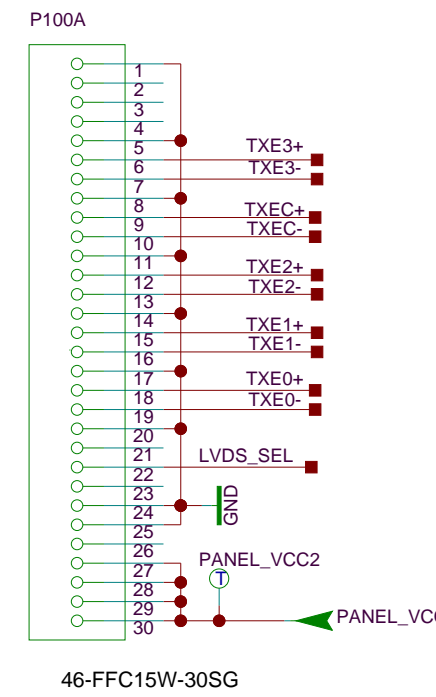 P100A
1
2
3
4
5
TXE3+
6
TXE3-
7
8
TXEC+
9
TXEC-
10
11
TXE2+
12
TXE2-
13
14
TXE1+
15
TXE1-
16
17
TXE0+
18
TXE0-
19
20
21
LVDS_SEL
22
23
24
GND
25
26
PANEL_VCC2
27
T
28
29
PANEL_VCC
30
46-FFC15W-30SG